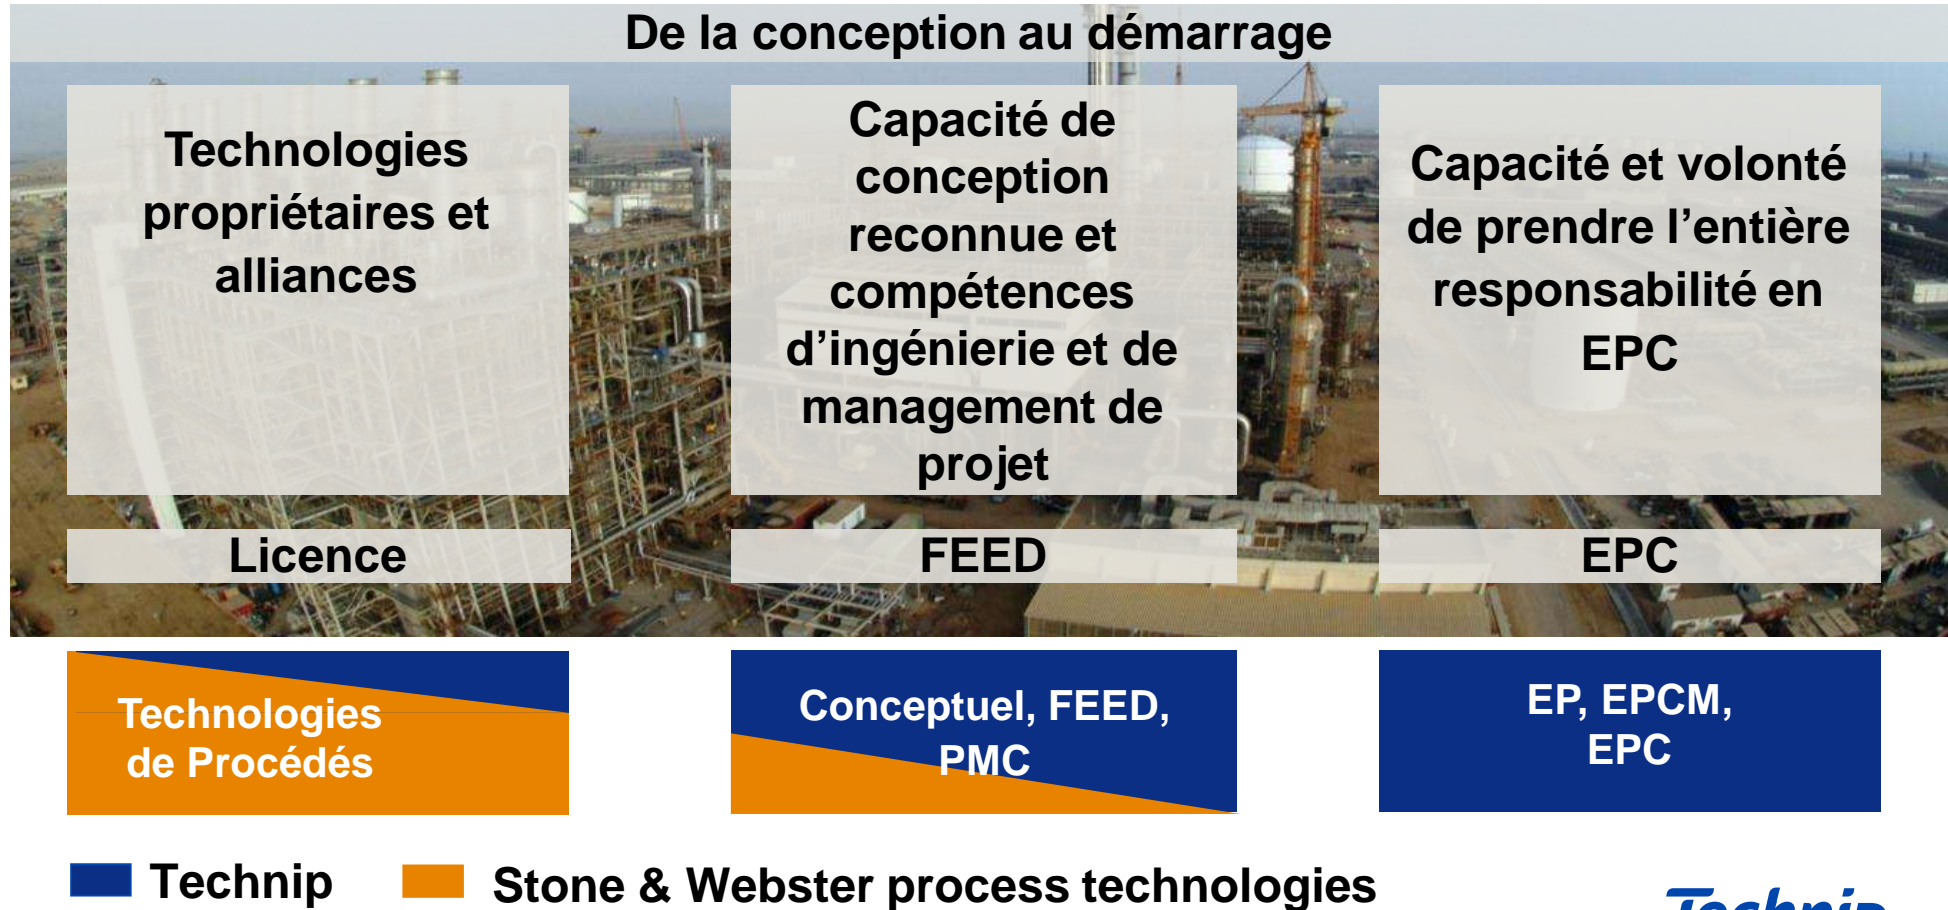 De la conception au démarrage
Technologies
propriétaires et
alliances
Capacité de
conception
reconnue et
compétences
d’ingénierie et de
management de
projet
Capacité et volonté
de prendre l’entière
responsabilité en
EPC
Licence
FEED
EPC
Technologies
de Procédés
Conceptuel, FEED,
PMC
EP, EPCM,
EPC
Technip
Stone & Webster process technologies
Technip